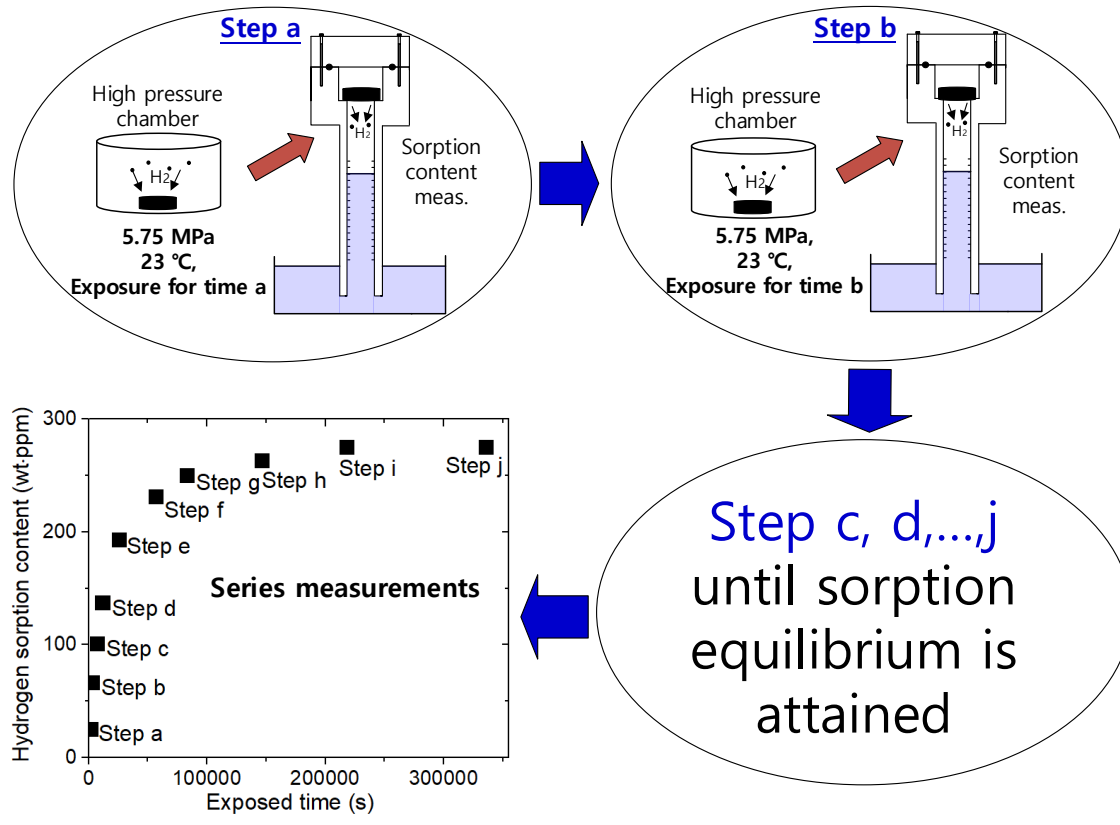 Step a
High pressure
chamber
H2
H2
Sorption
content
meas.
5.75 MPa
23 ℃,
Exposure for time a
Step b
High pressure
chamber
H2
H2
Sorption
content
meas.
5.75 MPa,
23 ℃,
Exposure for time b
Step c, d,...,j
until sorption
equilibrium is
attained
Hydrogen sorption content (wt·ppm)
300
200
100
0
Step i
Step j
Step h
Step g
Step f
Step e
Series measurements
Step d
Step c
Step b
Step a
0 100000 200000 300000
Exposed time (s)